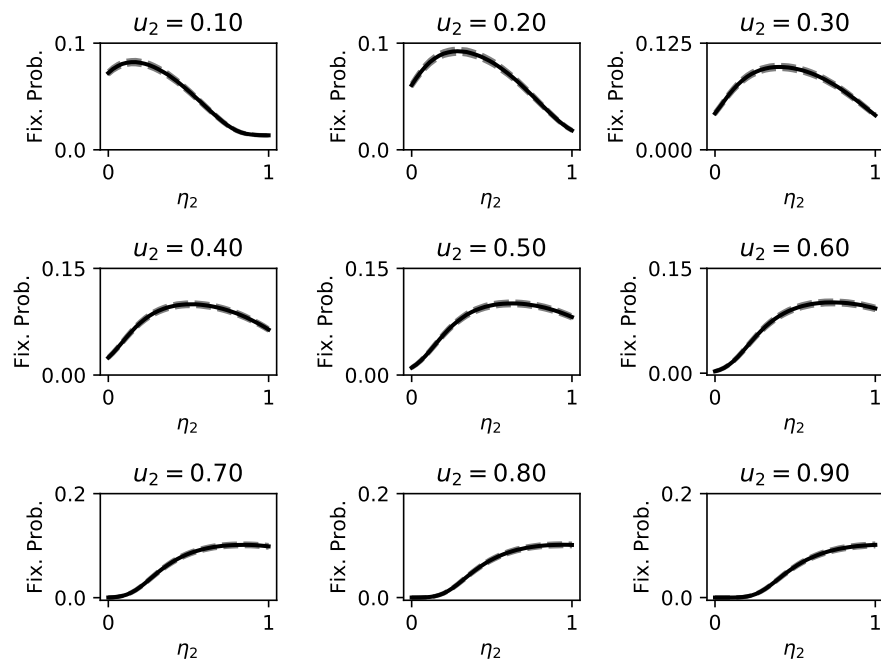 u₂ = 0.10
u₂ = 0.20
u₂ = 0.30
Fix. Prob.
0.1
0.0
0
1
η₂
Fix. Prob.
0.1
0.0
0
1
η₂
Fix. Prob.
0.125
0.000
0
1
η₂
u₂ = 0.40
u₂ = 0.50
u₂ = 0.60
Fix. Prob.
0.15
0.00
0
1
η₂
Fix. Prob.
0.15
0.00
0
1
η₂
Fix. Prob.
0.15
0.00
0
1
η₂
u₂ = 0.70
u₂ = 0.80
u₂ = 0.90
Fix. Prob.
0.2
0.0
0
1
η₂
Fix. Prob.
0.2
0.0
0
1
η₂
Fix. Prob.
0.2
0.0
0
1
η₂